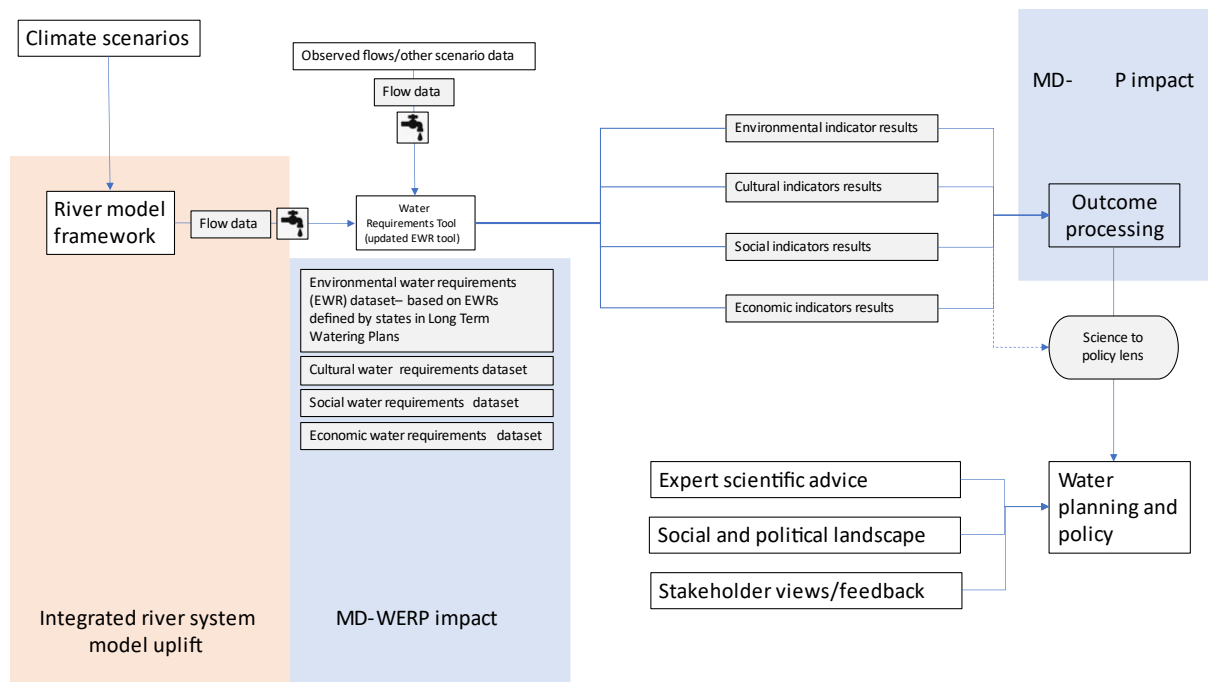 Climate scenarios
Observed flows/other scenario data
Flow data
MD- P impact
Environmental indicator results
Cultural indicators results
Social indicators results
Economic indicators results
River model
framework
Flow data
Water
Requirements Tool
(updated EWR tool)
Outcome
processing
Environmental water requirements
(EWR) dataset– based on EWRs
defined by states in Long Term
Watering Plans
Cultural water requirements dataset
Social water requirements dataset
Economic water requirements dataset
Science to
policy lens
Expert scientific advice
Social and political landscape
Stakeholder views/feedback
Water
planning and
policy
Integrated river system
model uplift
MD-WERP impact